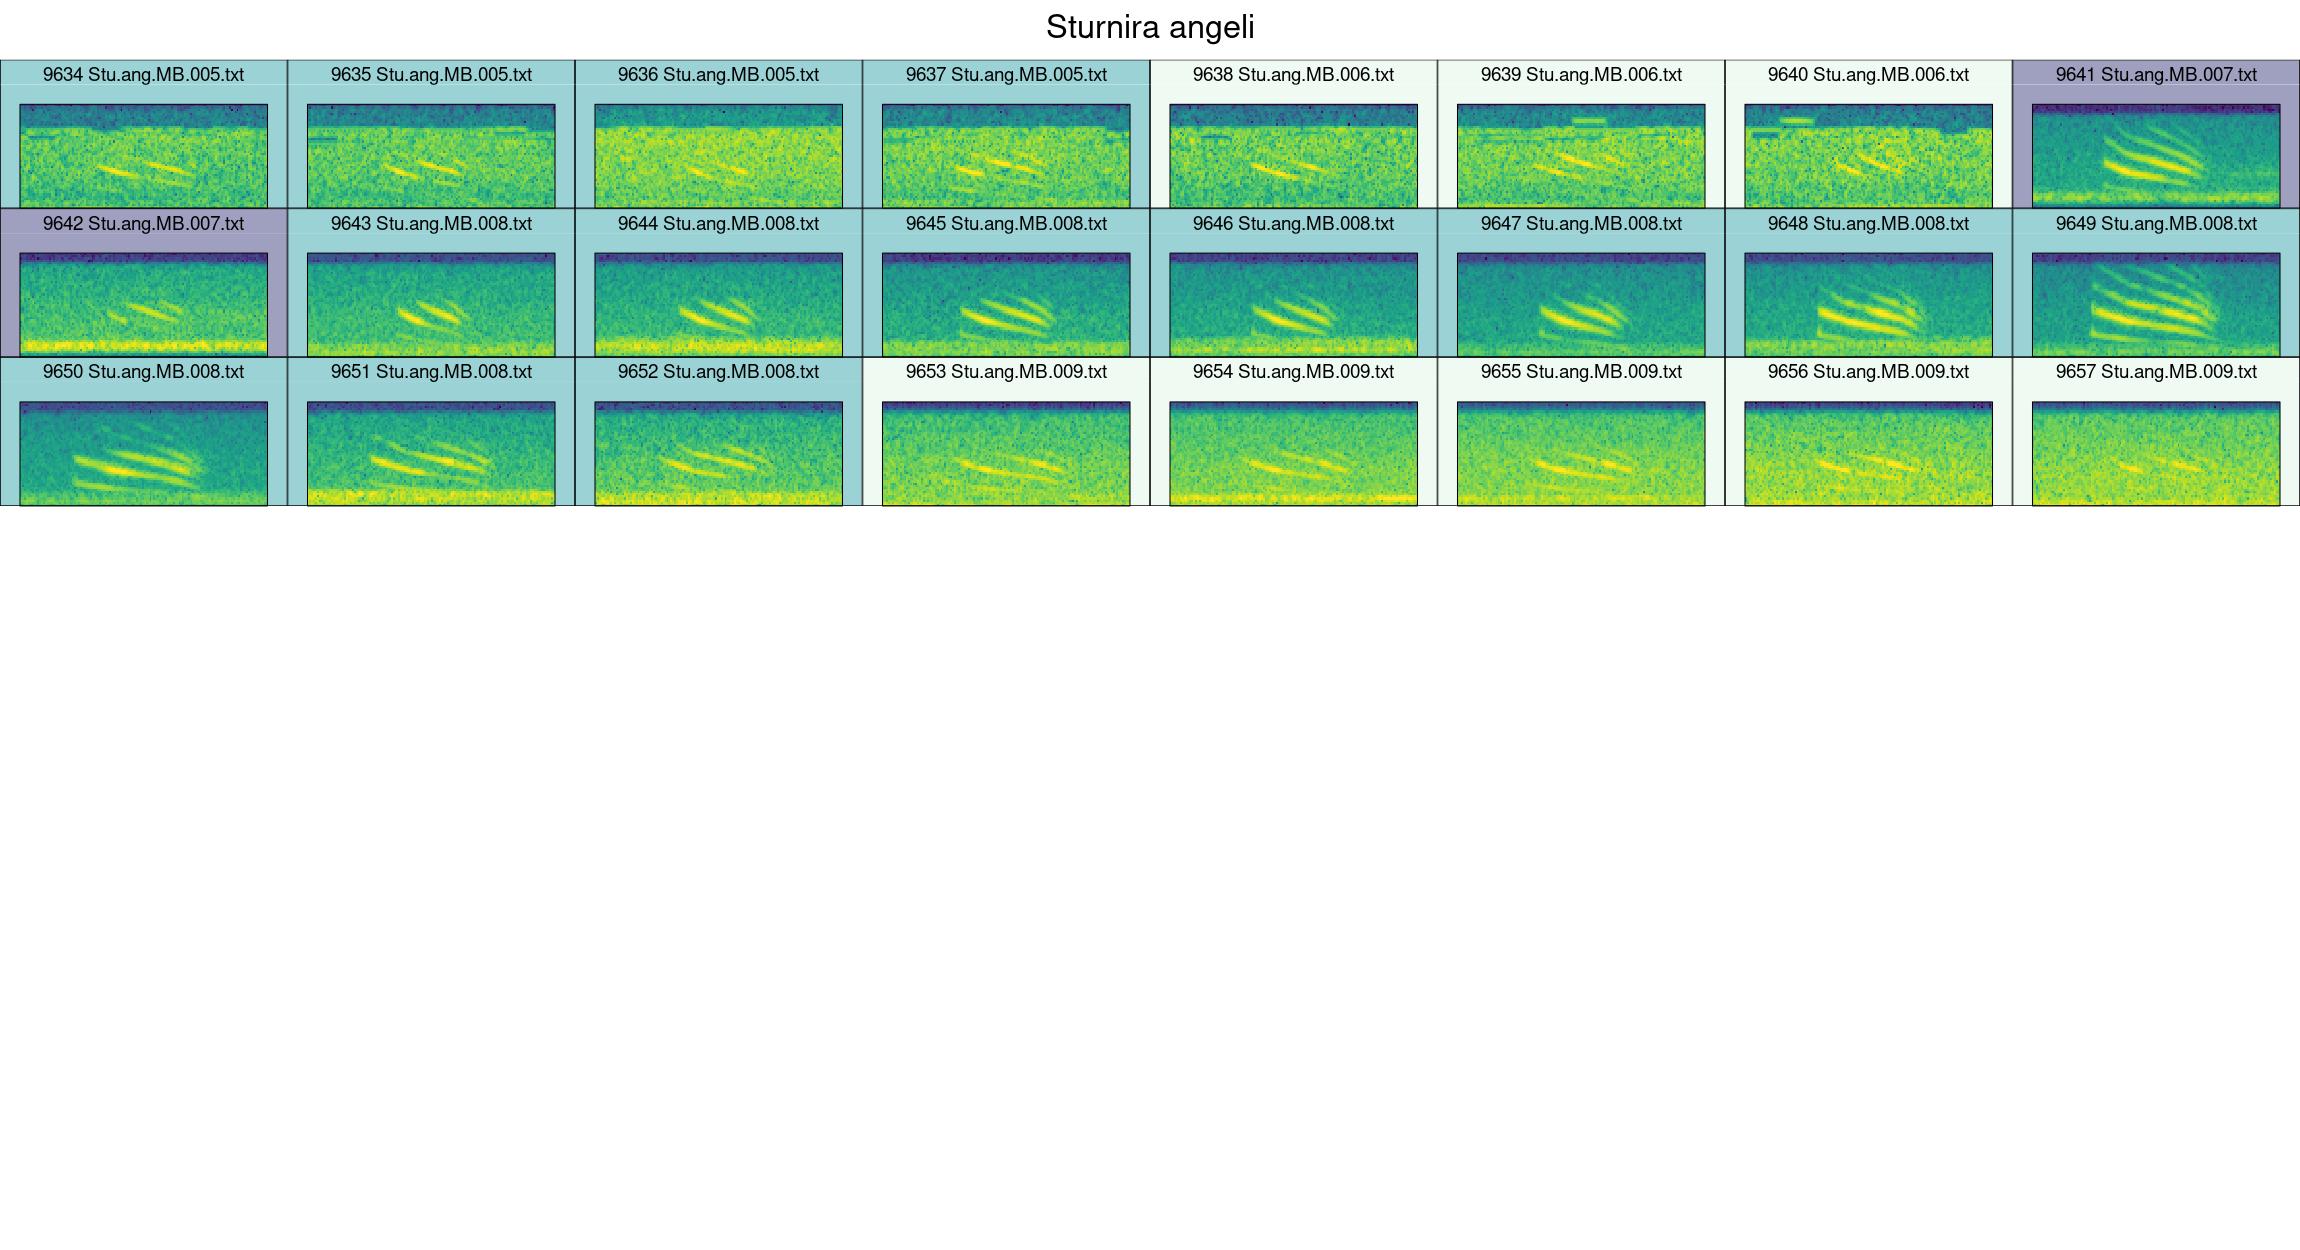 Sturnira angeli
9634 Stu.ang.MB.005.txt
9635 Stu.ang.MB.005.txt
9636 Stu.ang.MB.005.txt
9637 Stu.ang.MB.005.txt
9638 Stu.ang.MB.006.txt
9639 Stu.ang.MB.006.txt
9640 Stu.ang.MB.006.txt
9641 Stu.ang.MB.007.txt
9642 Stu.ang.MB.007.txt
9643 Stu.ang.MB.008.txt
9644 Stu.ang.MB.008.txt
9645 Stu.ang.MB.008.txt
9646 Stu.ang.MB.008.txt
9647 Stu.ang.MB.008.txt
9648 Stu.ang.MB.008.txt
9649 Stu.ang.MB.008.txt
9650 Stu.ang.MB.008.txt
9651 Stu.ang.MB.008.txt
9652 Stu.ang.MB.008.txt
9653 Stu.ang.MB.009.txt
9654 Stu.ang.MB.009.txt
9655 Stu.ang.MB.009.txt
9656 Stu.ang.MB.009.txt
9657 Stu.ang.MB.009.txt